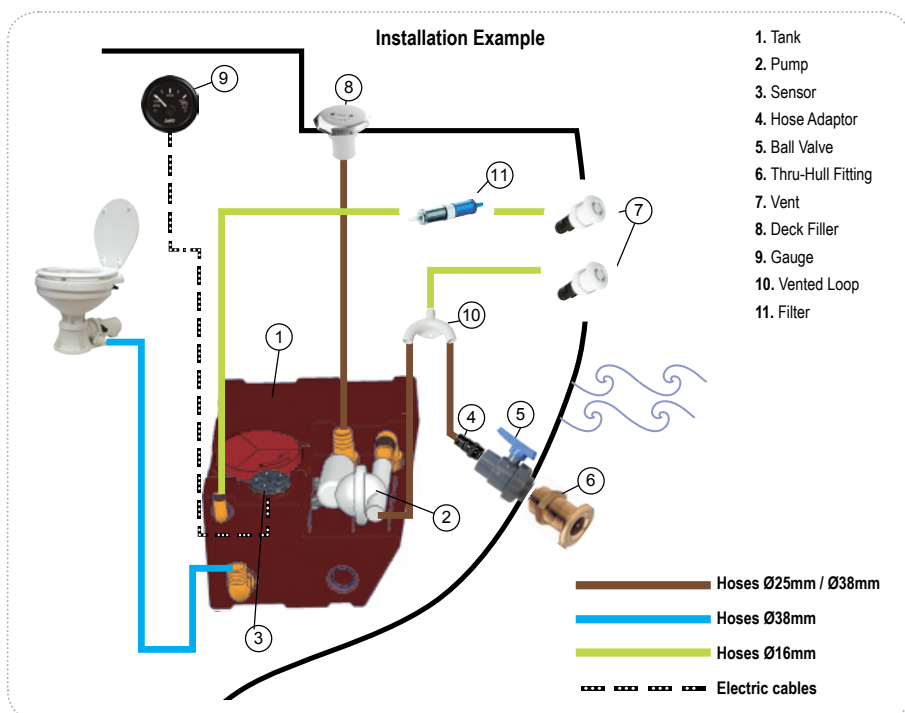 Installation Example
1. Tank
2. Pump
3. Sensor
4. Hose Adaptor
5. Ball Valve
6. Thru-Hull Fitting
7. Vent
8. Deck Filler
9. Gauge
10. Vented Loop
11. Filter
9
8
11
7
10
1
4
5
6
2
3
Hoses Ø25mm / Ø38mm
Hoses Ø38mm
Hoses Ø16mm
Electric cables